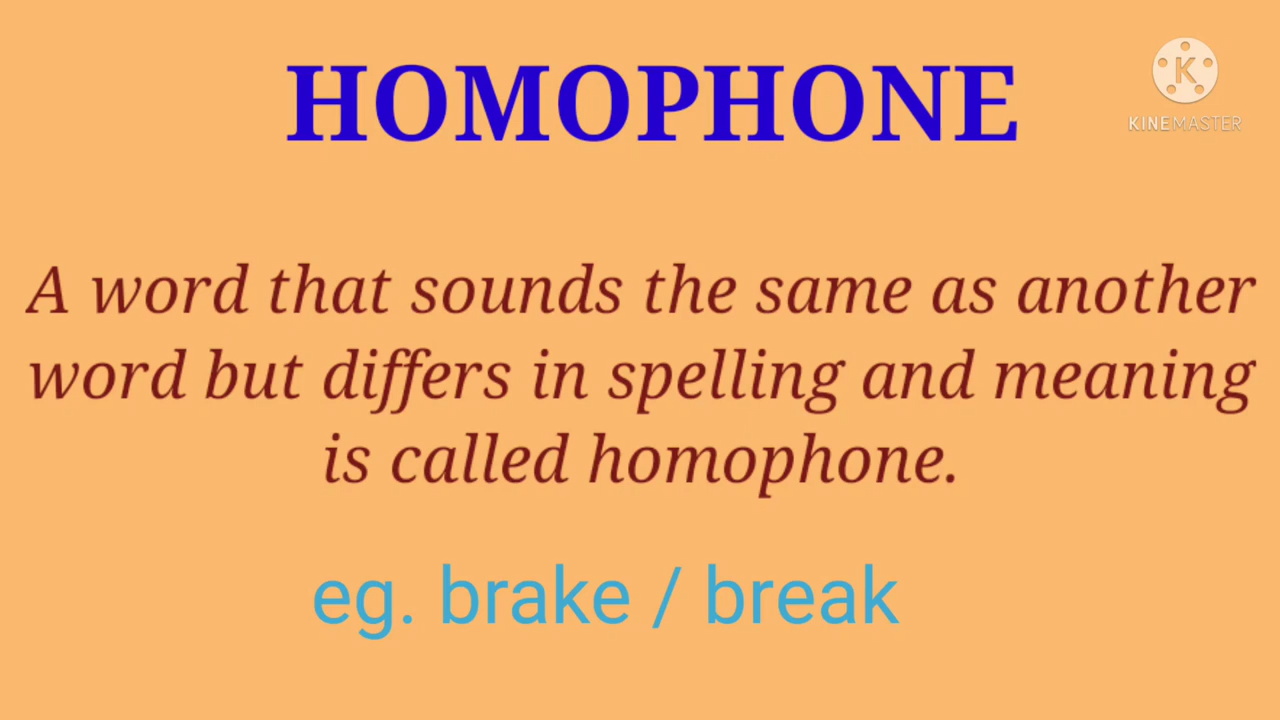 HOMOPHONE
KINEMASTER
A word that sounds the same as another
word but differs in spelling and meaning
is called homophone.
eg. brake / break